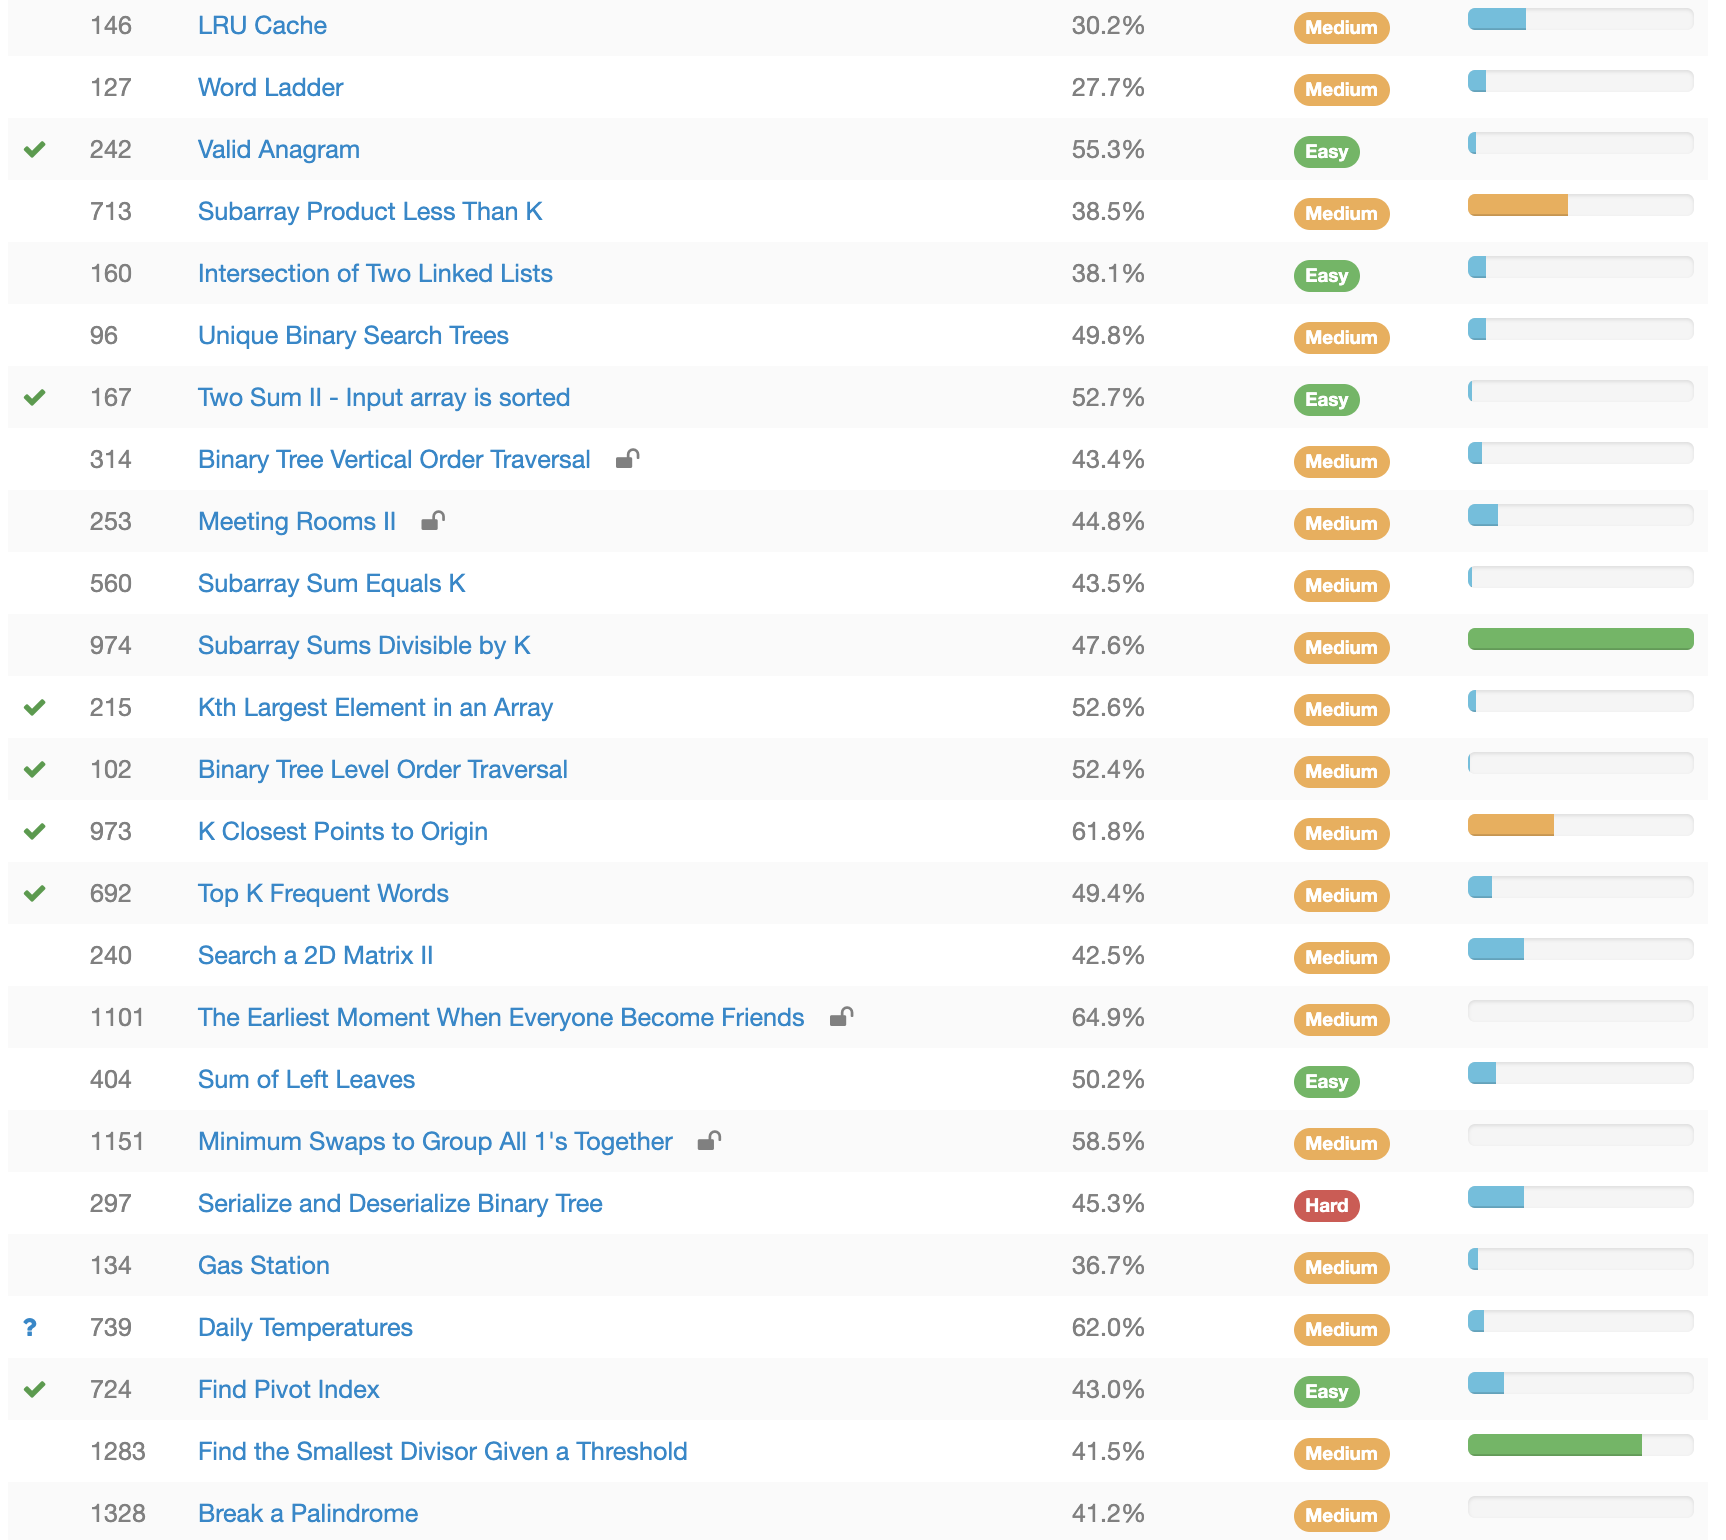 146 LRU Cache 30.2% Medium
127 Word Ladder 27.7% Medium
242 Valid Anagram 55.3% Easy
713 Subarray Product Less Than K 38.5% Medium
160 Intersection of Two Linked Lists 38.1% Easy
96 Unique Binary Search Trees 49.8% Medium
167 Two Sum II - Input array is sorted 52.7% Easy
314 Binary Tree Vertical Order Traversal 43.4% Medium
253 Meeting Rooms II 44.8% Medium
560 Subarray Sum Equals K 43.5% Medium
974 Subarray Sums Divisible by K 47.6% Medium
215 Kth Largest Element in an Array 52.6% Medium
102 Binary Tree Level Order Traversal 52.4% Medium
973 K Closest Points to Origin 61.8% Medium
692 Top K Frequent Words 49.4% Medium
240 Search a 2D Matrix II 42.5% Medium
1101 The Earliest Moment When Everyone Become Friends 64.9% Medium
404 Sum of Left Leaves 50.2% Easy
1151 Minimum Swaps to Group All 1's Together 58.5% Medium
297 Serialize and Deserialize Binary Tree 45.3% Hard
134 Gas Station 36.7% Medium
? 739 Daily Temperatures 62.0% Medium
724 Find Pivot Index 43.0% Easy
1283 Find the Smallest Divisor Given a Threshold 41.5% Medium
1328 Break a Palindrome 41.2% Medium